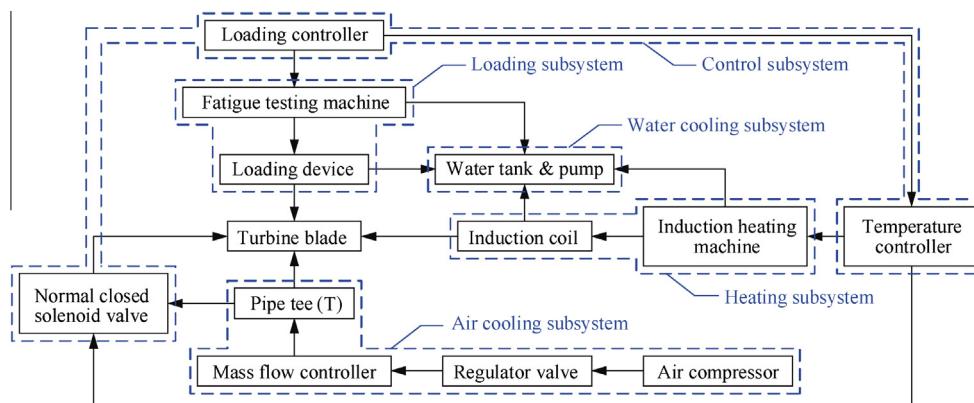 Loading controller
Loading subsystem
Control subsystem
Fatigue testing machine
Water cooling subsystem
Loading device
Water tank & pump
Turbine blade
Induction coil
Induction heating
machine
Temperature
controller
Normal closed
solenoid valve
Pipe tee (T)
Heating subsystem
Air cooling subsystem
Mass flow controller
Regulator valve
Air compressor